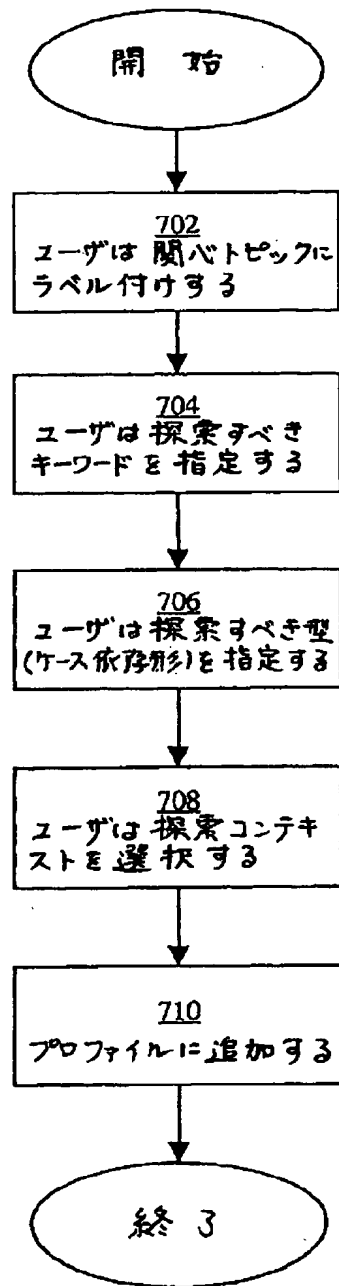 開始
702
ユーザは関心トピックに
ラベル付けする
704
ユーザは探索すべき
キーワードを指定する
706
ユーザは探索すべき型
(ケース依存形)を指定する
708
ユーザは探索コンテキ
ストを選択する
710
プロファイルに追加する
終了